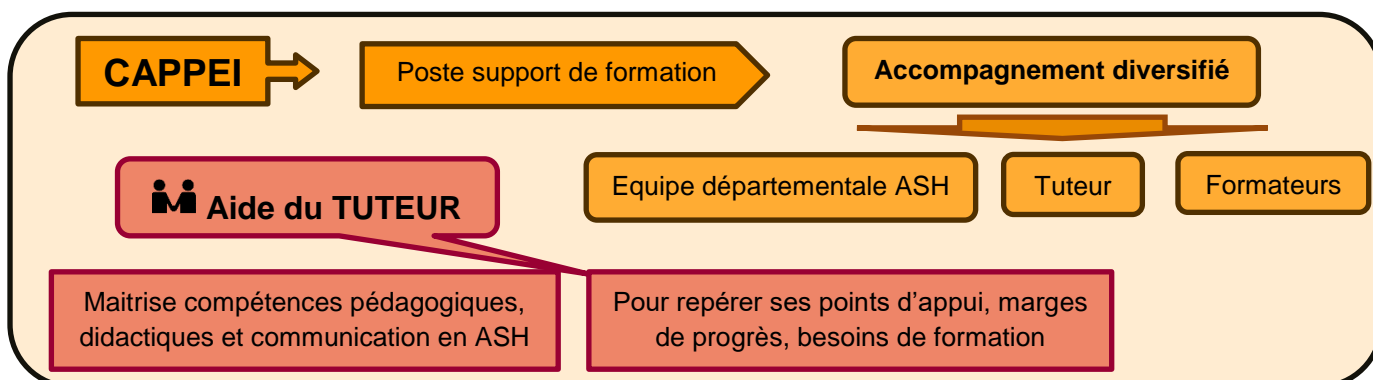 CAPPEI
Poste support de formation
Accompagnement diversifié
Equipe départementale ASH
Tuteur
Formateurs
Aide du TUTEUR
Maitrise compétences pédagogiques,
didactiques et communication en ASH
Pour repérer ses points d’appui, marges
de progrès, besoins de formation